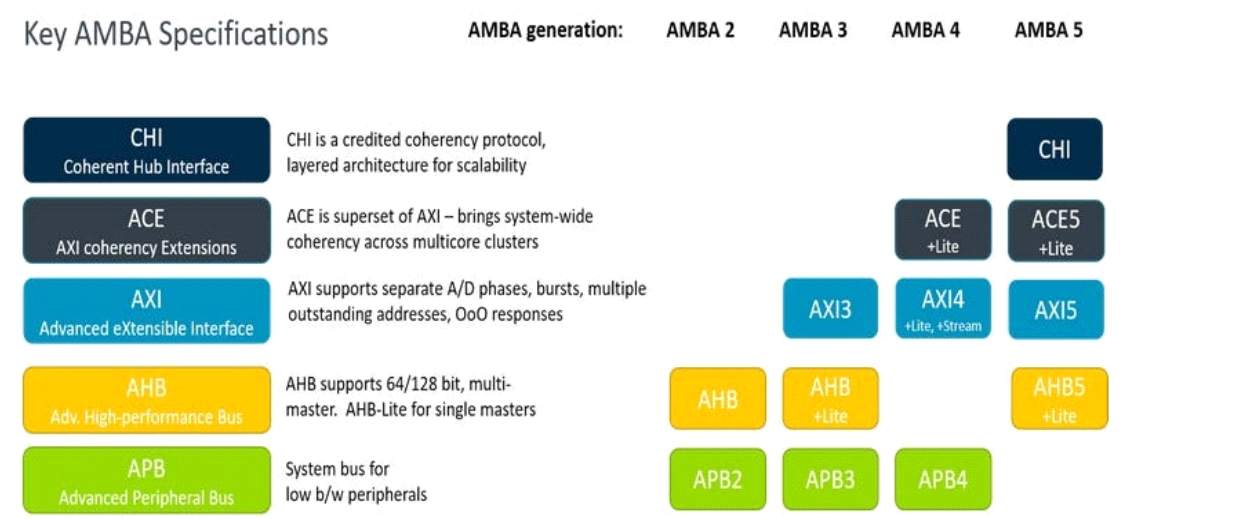 Key AMBA Specifications
AMBA generation:
AMBA 2
AMBA 3
AMBA 4
AMBA 5
CHI
Coherent Hub Interface
CHI is a credited coherency protocol,
layered architecture for scalability
CHI
ACE
AXI coherency Extensions
ACE is superset of AXI – brings system-wide
coherency across multicore clusters
ACE
+Lite
ACE5
+Lite
AXI
Advanced eXtensible Interface
AXI supports separate A/D phases, bursts, multiple
outstanding addresses, OoO responses
AXI3
AXI4
+Lite, +Stream
AXI5
AHB
Adv. High-performance Bus
AHB supports 64/128 bit, multi-
master. AHB-Lite for single masters
AHB
AHB
+Lite
AHB5
+Lite
APB
Advanced Peripheral Bus
System bus for
low b/w peripherals
APB2
APB3
APB4